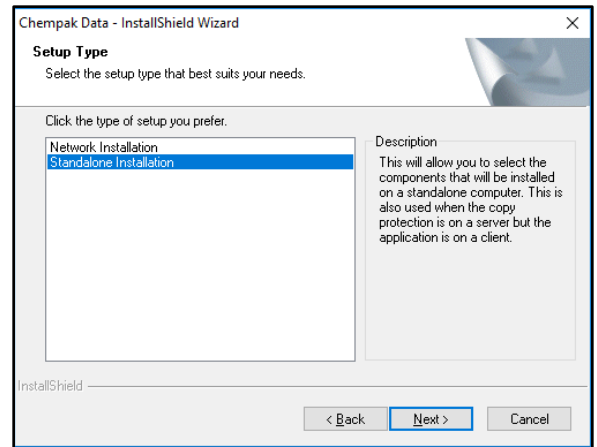 Chempak Data - InstallShield Wizard
Setup Type
Select the setup type that best suits your needs.
Click the type of setup you prefer.
Network Installation
Standalone Installation
Description
This will allow you to select the
components that will be installed
on a standalone computer. This is
also used when the copy
protection is on a server but the
application is on a client.
InstallShield
< Back
Next >
Cancel